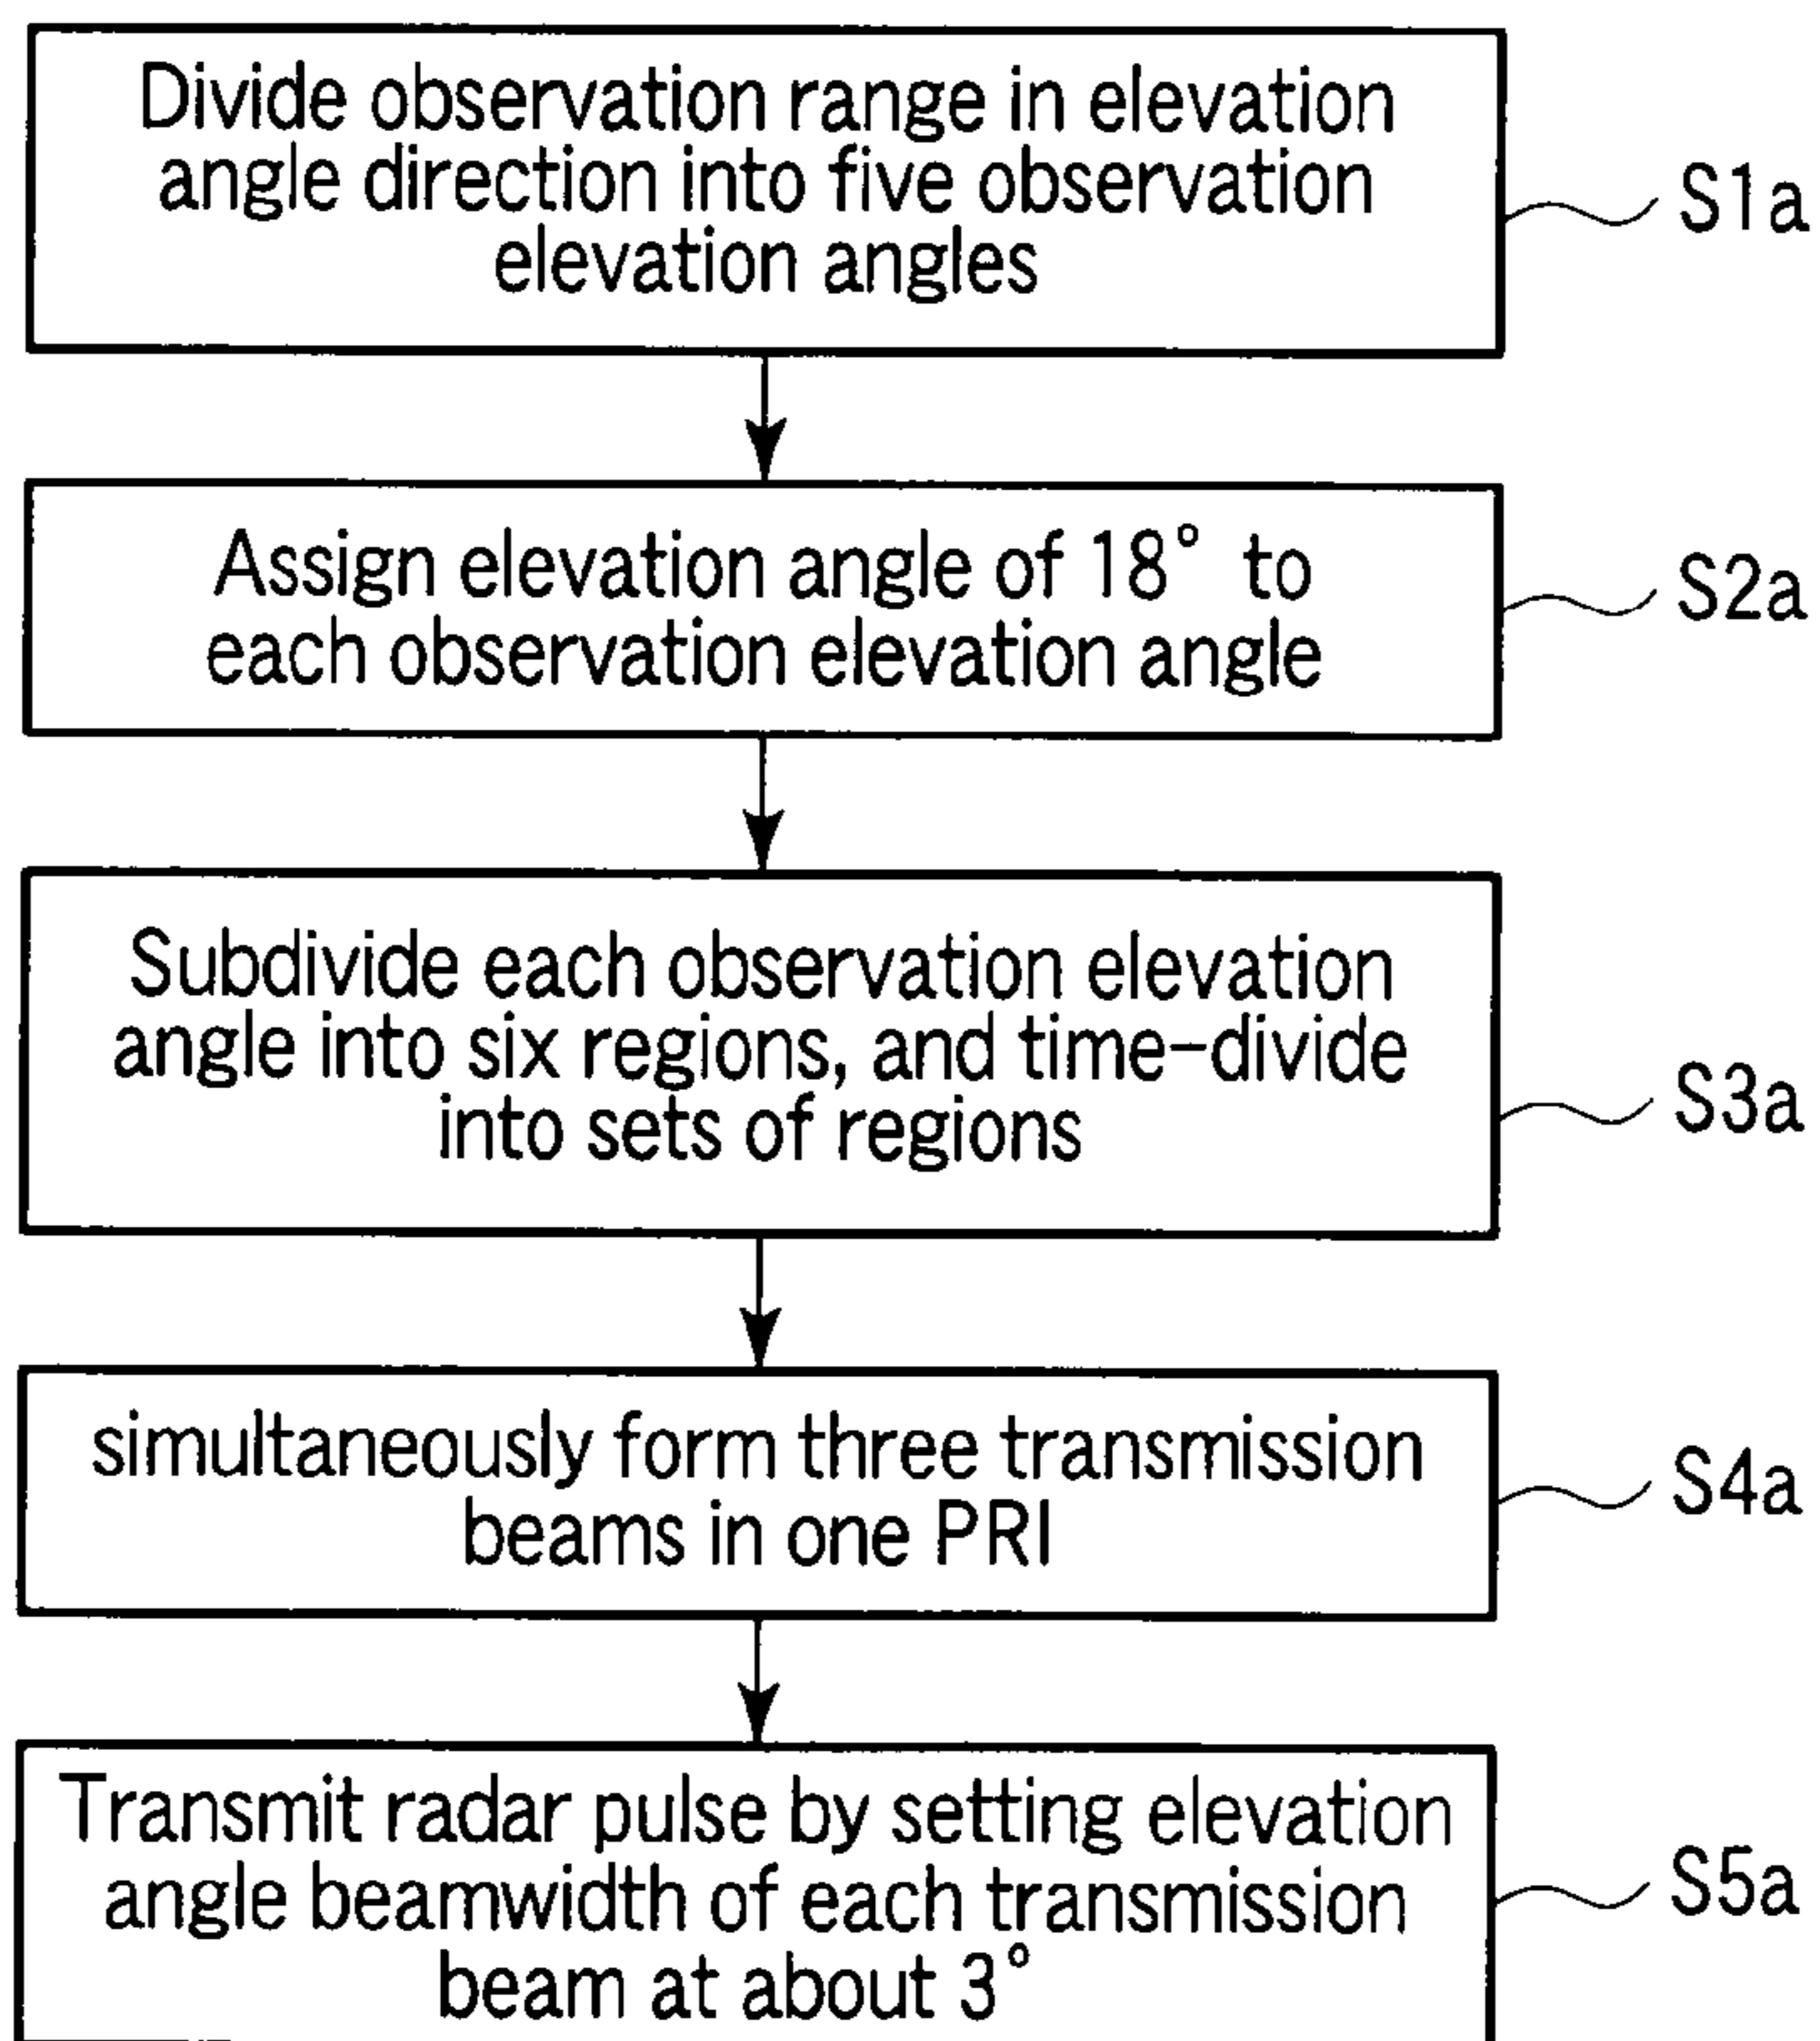 Divide observation range in elevation
angle direction into five observation
elevation angles
S1a
Assign elevation angle of 18° to
each observation elevation angle
S2a
Subdivide each observation elevation
angle into six regions, and time-divide
into sets of regions
S3a
simultaneously form three transmission
beams in one PRI
S4a
Transmit radar pulse by setting elevation
angle beamwidth of each transmission
beam at about 3°
S5a